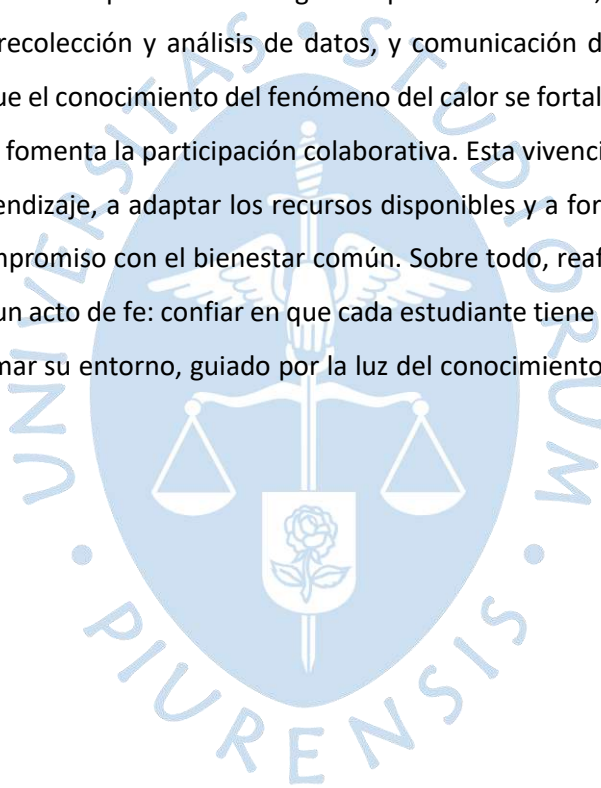 recolección y análisis de datos, y comunicación d
ue el conocimiento del fenómeno del calor se fortal
fomenta la participación colaborativa. Esta vivenci
endizaje, a adaptar los recursos disponibles y a for
mpromiso con el bienestar común. Sobre todo, reaf
un acto de fe: confiar en que cada estudiante tiene
mar su entorno, guiado por la luz del conocimiento
UNIVERSITAS • STUDIORUM • PIURENSIS